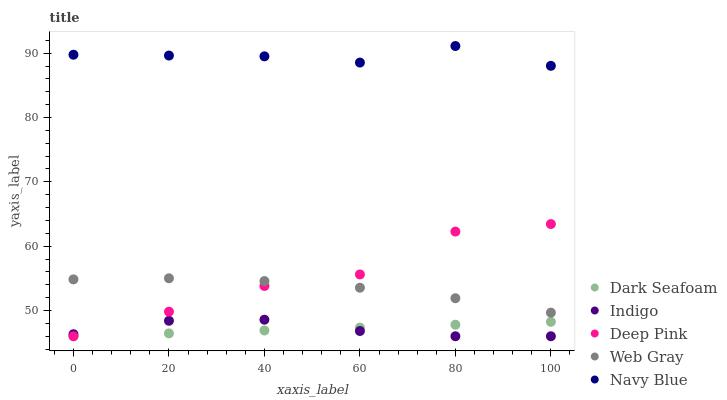 title
yaxis_label
90
80
70
60
50
0 20 40 60 80 100
xaxis_label
Dark Seafoam
Indigo
Deep Pink
Web Gray
Navy Blue